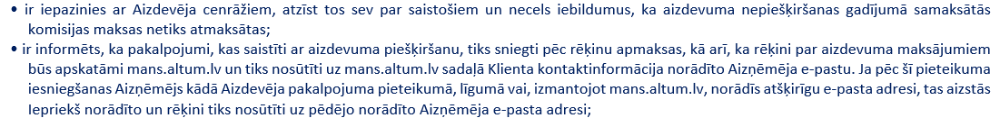 • ir iepazinies ar Aizdevēja cenrāžiem, atzīst tos sev par saistošiem un necels iebildumus, ka aizdevuma nepiešķiršanas gadījumā samaksātās
komisijas maksas netiks atmaksātas;
• ir informēts, ka pakalpojumi, kas saistīti ar aizdevuma piešķiršanu, tiks sniegti pēc rēķinu apmaksas, kā arī, ka rēķini par aizdevuma maksājumiem
būs apskatāmi mans.altum.lv un tiks nosūtīti uz mans.altum.lv sadaļā Klienta kontaktinformācija norādīto Aizņēmēja e-pastu. Ja pēc šī pieteikuma
iesniegšanas Aizņēmējs kādā Aizdevēja pakalpojuma pieteikumā, līgumā vai, izmantojot mans.altum.lv, norādīs atšķirīgu e-pasta adresi, tas aizstās
Iepriekš norādīto un rēķini tiks nosūtīti uz pēdējo norādīto Aizņēmēja e-pasta adresi;